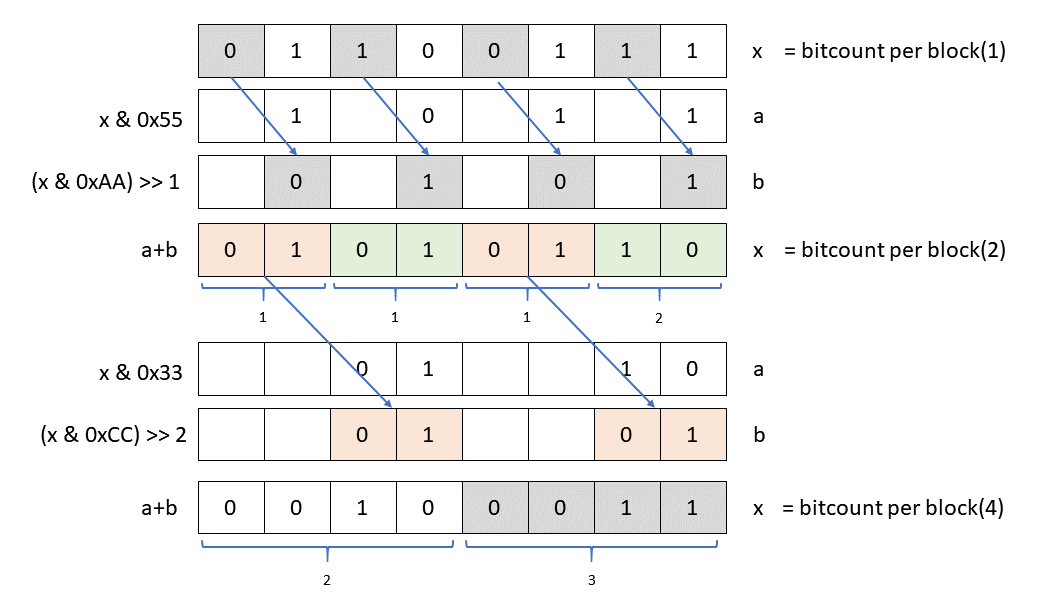 0 1 1 0 0 1 1 1 x = bitcount per block(1)
x & 0x55 1 0 1 1 a
(x & 0xAA) >> 1 0 1 0 1 b
a+b 0 1 0 1 0 1 1 0 x = bitcount per block(2)
1 1 1 2
x & 0x33 0 1 1 0 a
(x & 0xCC) >> 2 0 1 0 1 b
a+b 0 0 1 0 0 0 1 1 x = bitcount per block(4)
2 3